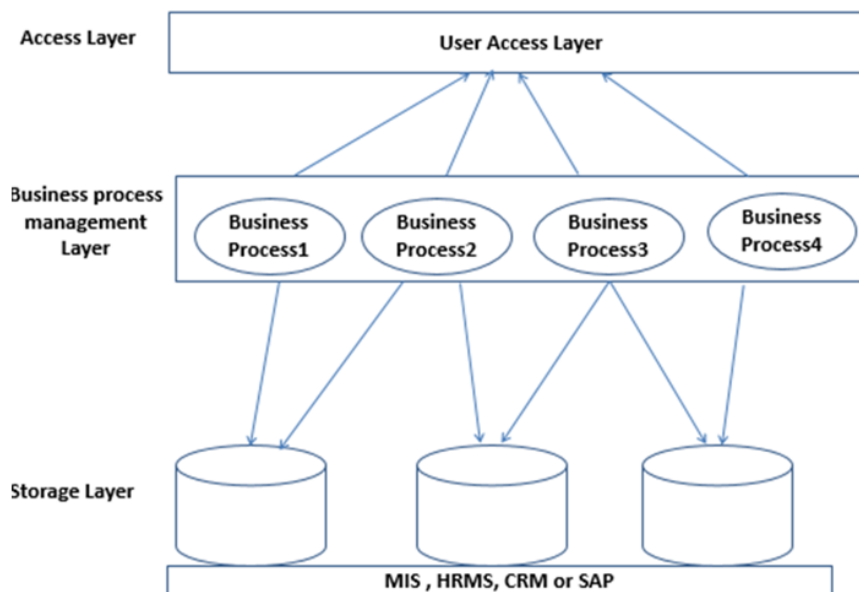 Access Layer
User Access Layer
Business process
management
Layer
Business
Process1
Business
Process2
Business
Process3
Business
Process4
Storage Layer
MIS , HRMS, CRM or SAP